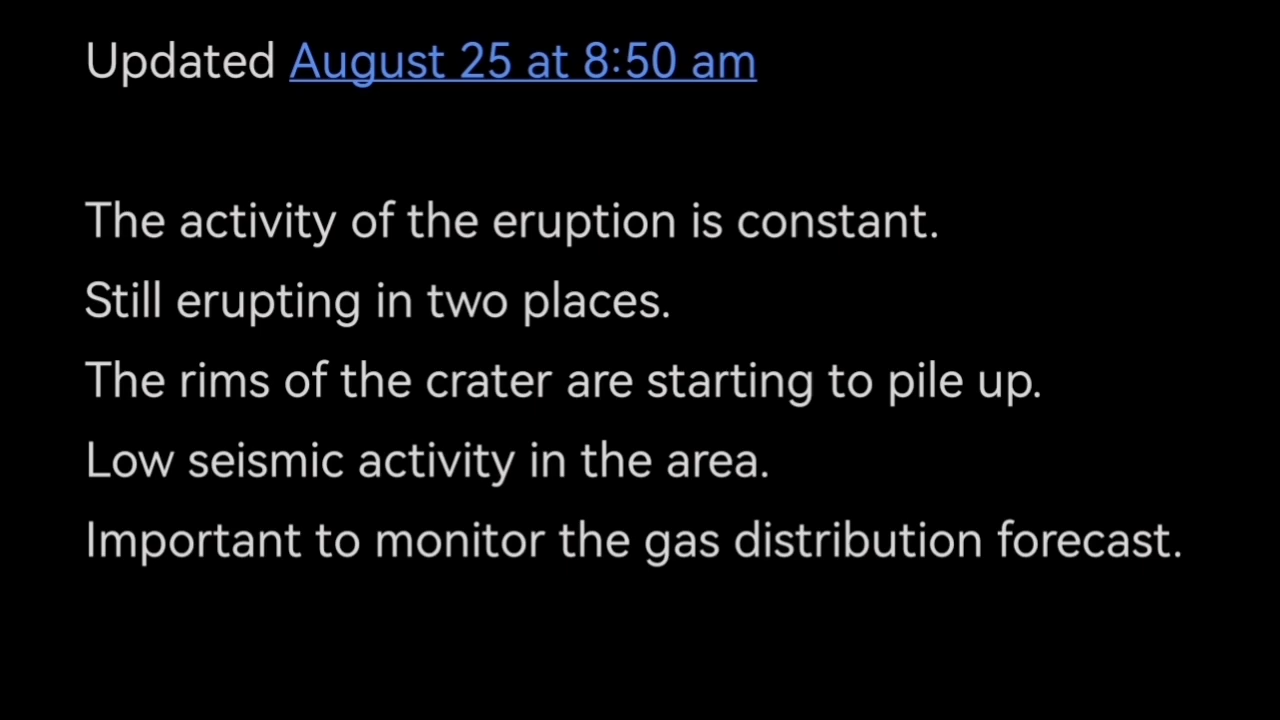 Updated August 25 at 8:50 am
The activity of the eruption is constant.
Still erupting in two places.
The rims of the crater are starting to pile up.
Low seismic activity in the area.
Important to monitor the gas distribution forecast.